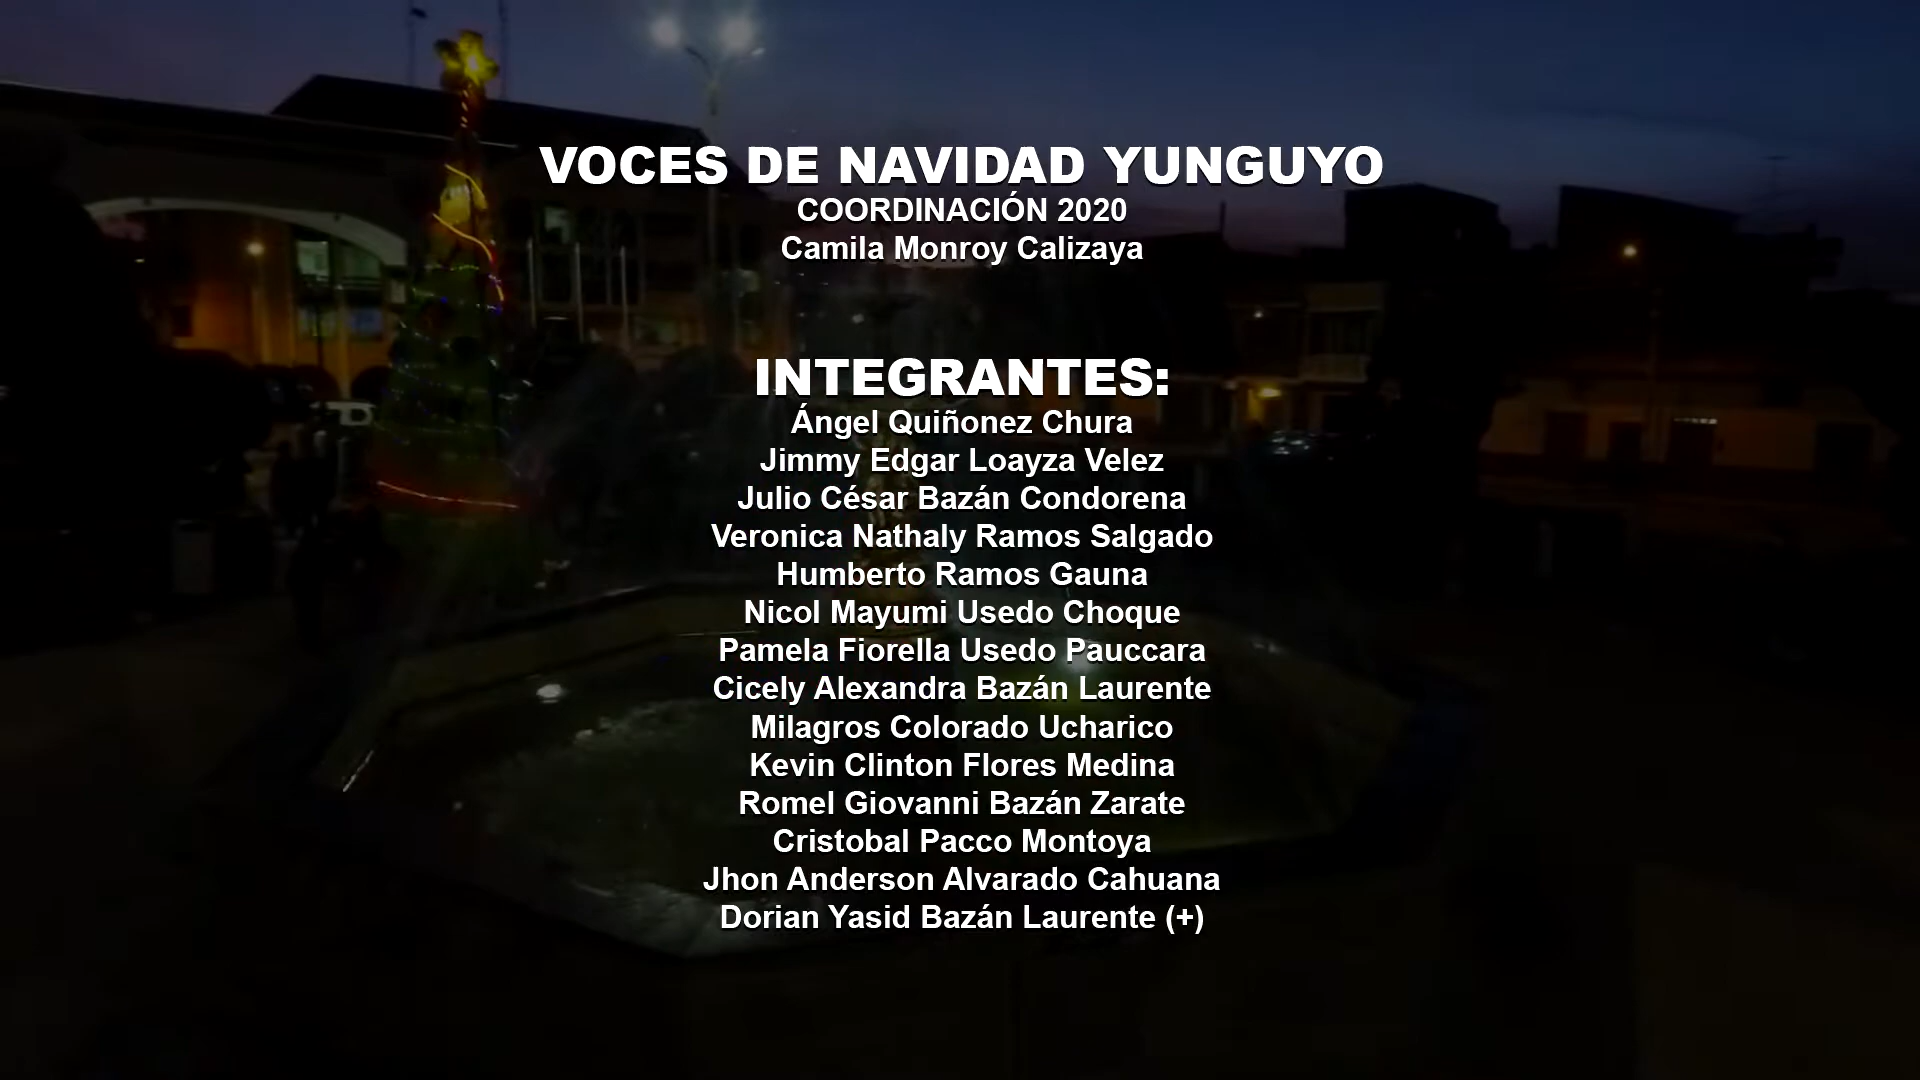 VOCES DE NAVIDAD YUNGUYO
COORDINACIÓN 2020
Camila Monroy Calizaya
INTEGRANTES:
Ángel Quiñonez Chura
Jimmy Edgar Loayza Velez
Julio César Bazán Condorena
Veronica Nathaly Ramos Salgado
Humberto Ramos Gauna
Nicol Mayumi Usedo Choque
Pamela Fiorella Usedo Pauccara
Cicely Alexandra Bazán Laurente
Milagros Colorado Ucharico
Kevin Clinton Flores Medina
Romel Giovanni Bazán Zarate
Cristobal Pacco Montoya
Jhon Anderson Alvarado Cahuana
Dorian Yasid Bazán Laurente (+)